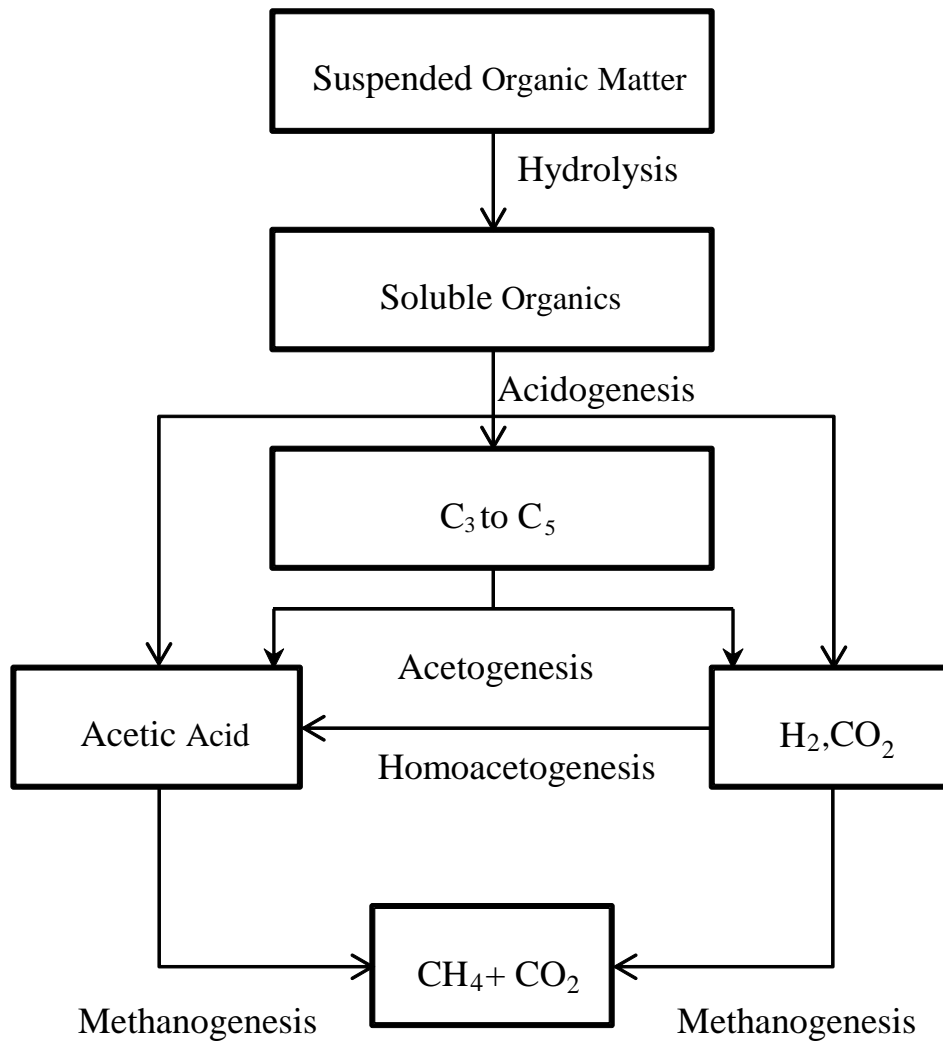 Suspended Organic Matter
Hydrolysis
Soluble Organics
Acidogenesis
C₃ to C₅
Acetogenesis
Acetic Acid
H₂,CO₂
Homoacetogenesis
CH₄+ CO₂
Methanogenesis
Methanogenesis